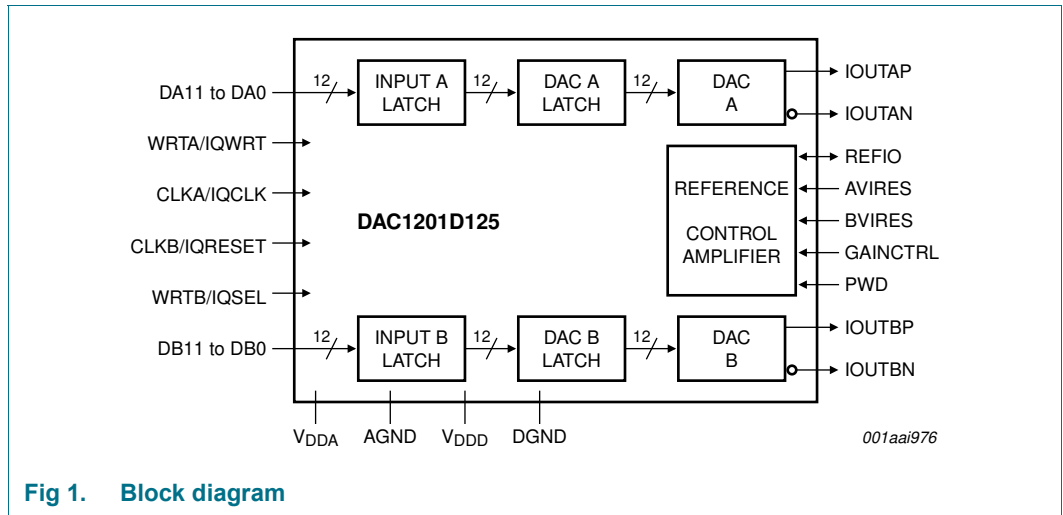 DA11 to DA0
WRTA/IQWRT
CLKA/IQCLK
CLKB/IQRESET
WRTB/IQSEL
DB11 to DB0
12
INPUT A
LATCH
12
DAC A
LATCH
12
DAC
A
IOUTAP
IOUTAN
REFIO
AVIRES
BVIRES
GAINCTRL
PWD
REFERENCE
CONTROL
AMPLIFIER
DAC1201D125
12
INPUT B
LATCH
12
DAC B
LATCH
12
DAC
B
IOUTBP
IOUTBN
VDDA
AGND
VDDD
DGND
001aai976
Fig 1. Block diagram